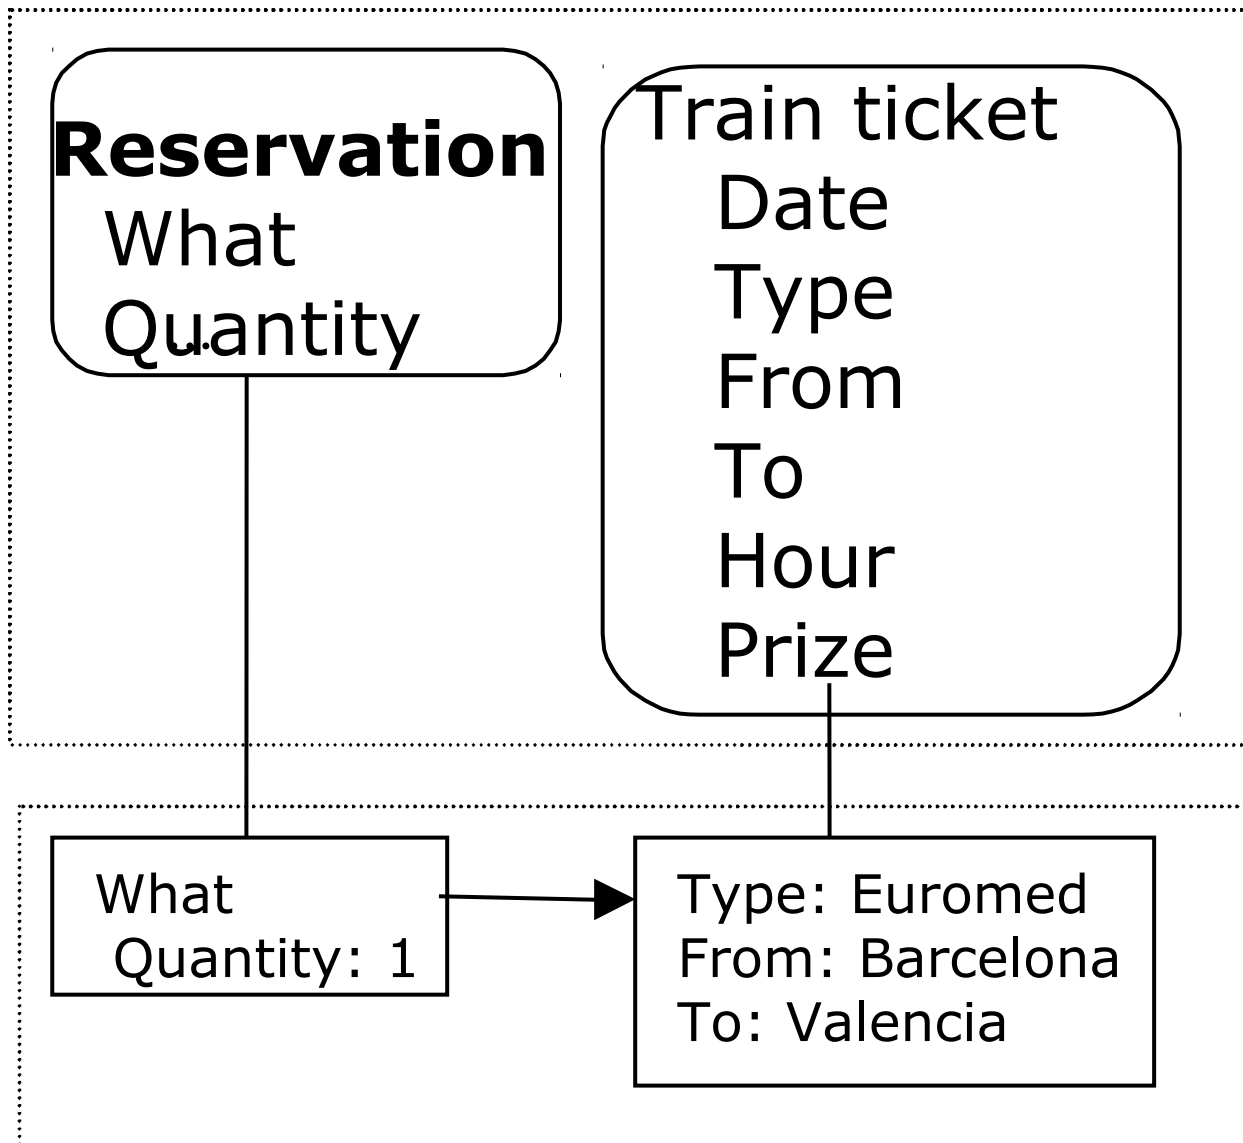 Reservation
What
Quantity
...
Train ticket
Date
Type
From
To
Hour
Prize
What
Quantity: 1
Type: Euromed
From: Barcelona
To: Valencia